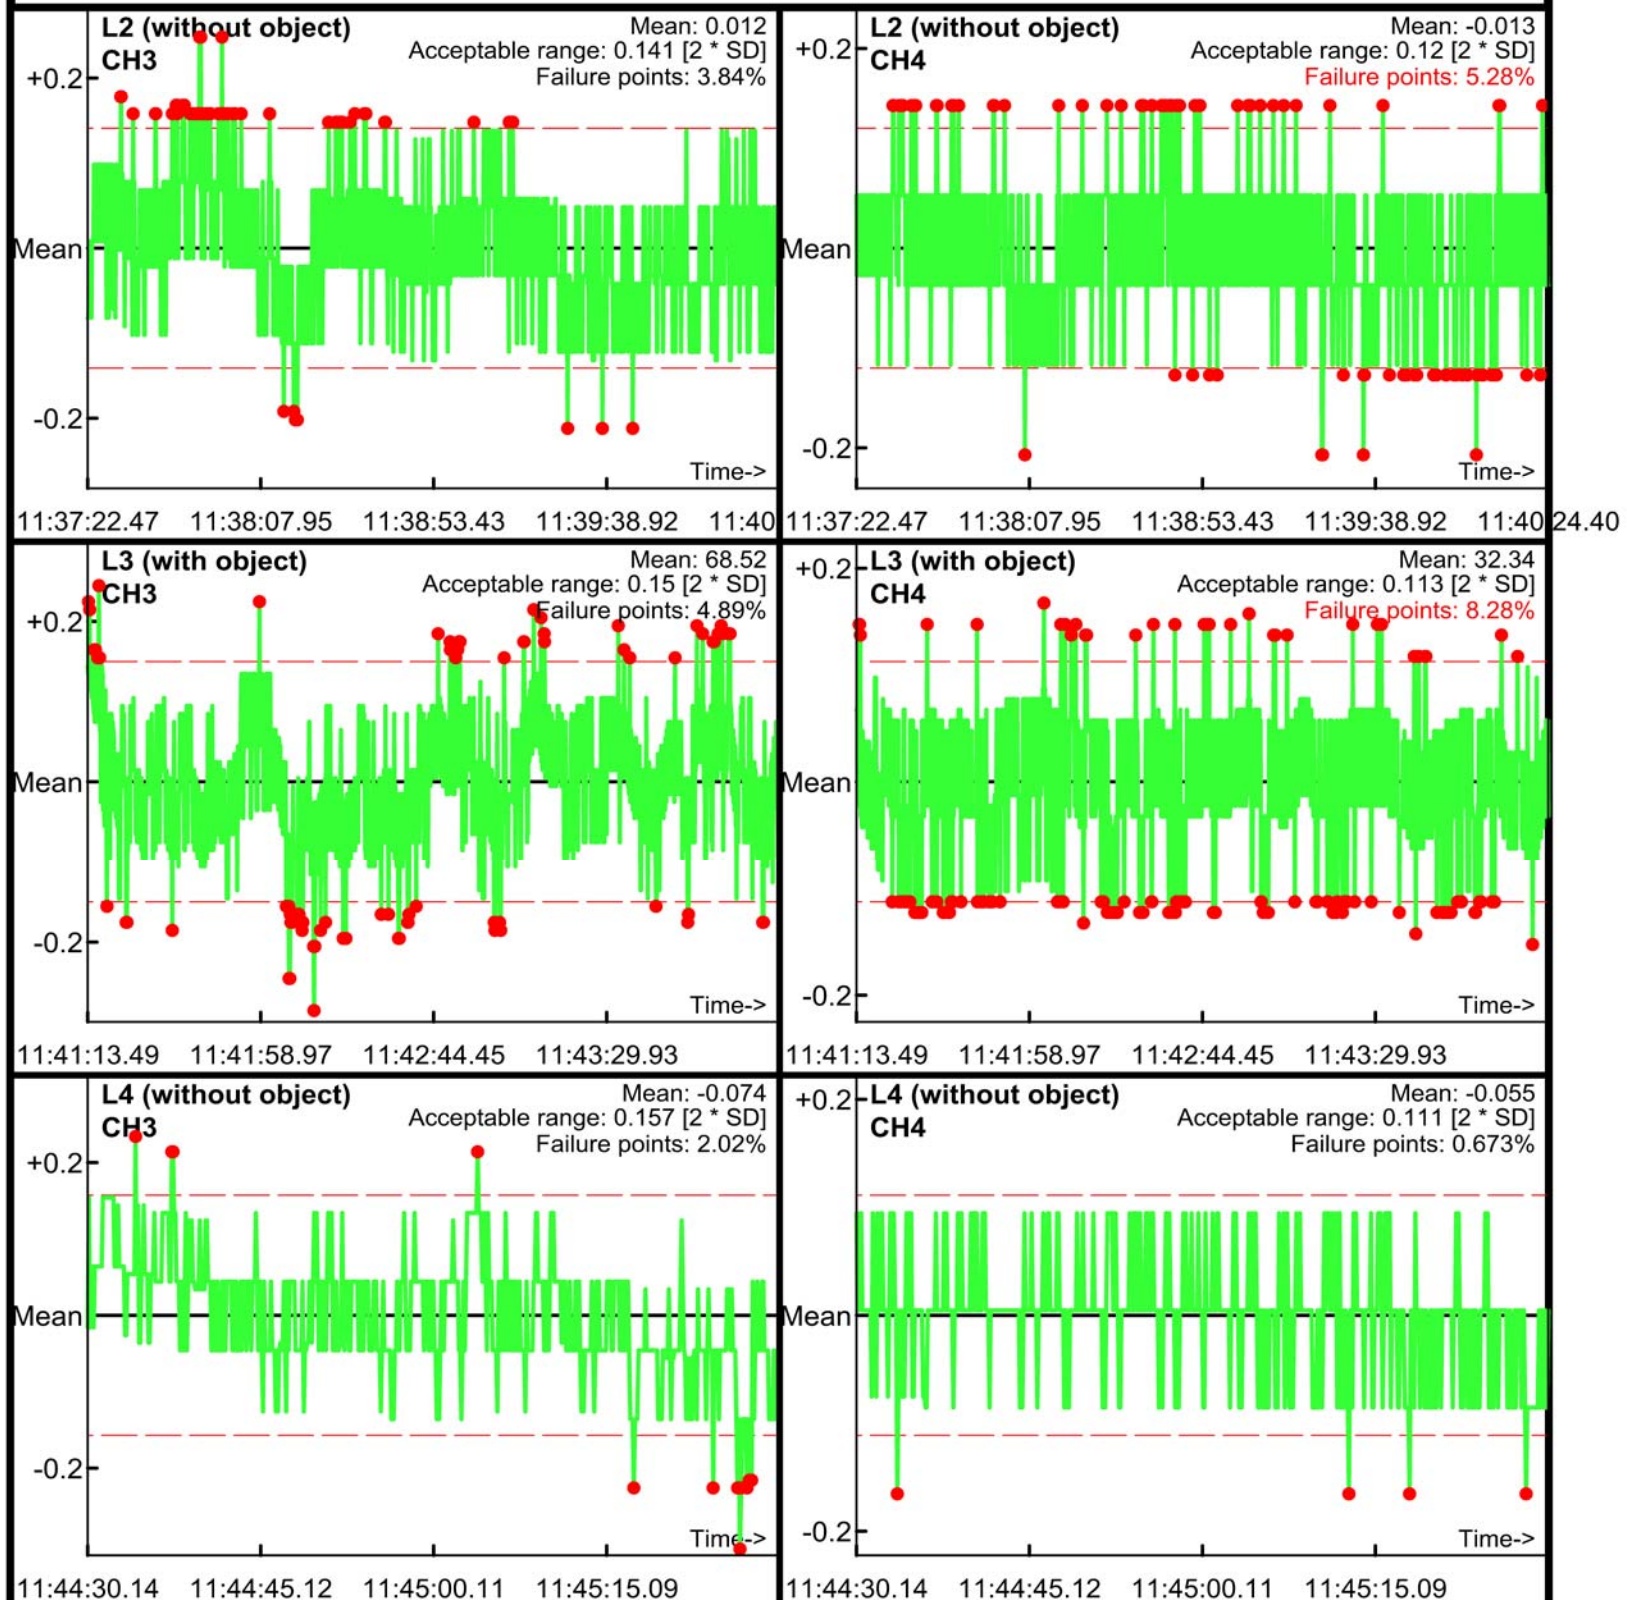 L2 (without object)
CH3
Mean: 0.012
Acceptable range: 0.141 [2 * SD]
Failure points: 3.84%
+0.2
Mean
-0.2
Time->
11:37:22.47 11:38:07.95 11:38:53.43 11:39:38.92 11:40
L2 (without object)
CH4
Mean: -0.013
Acceptable range: 0.12 [2 * SD]
Failure points: 5.28%
+0.2
Mean
-0.2
Time->
11:37:22.47 11:38:07.95 11:38:53.43 11:39:38.92 11:40:24.40
L3 (with object)
CH3
Mean: 68.52
Acceptable range: 0.15 [2 * SD]
Failure points: 4.89%
+0.2
Mean
-0.2
Time->
11:41:13.49 11:41:58.97 11:42:44.45 11:43:29.93
L3 (with object)
CH4
Mean: 32.34
Acceptable range: 0.113 [2 * SD]
Failure points: 8.28%
+0.2
Mean
-0.2
Time->
11:41:13.49 11:41:58.97 11:42:44.45 11:43:29.93
L4 (without object)
CH3
Mean: -0.074
Acceptable range: 0.157 [2 * SD]
Failure points: 2.02%
+0.2
Mean
-0.2
Time->
11:44:30.14 11:44:45.12 11:45:00.11 11:45:15.09
L4 (without object)
CH4
Mean: -0.055
Acceptable range: 0.111 [2 * SD]
Failure points: 0.673%
+0.2
Mean
-0.2
Time->
11:44:30.14 11:44:45.12 11:45:00.11 11:45:15.09